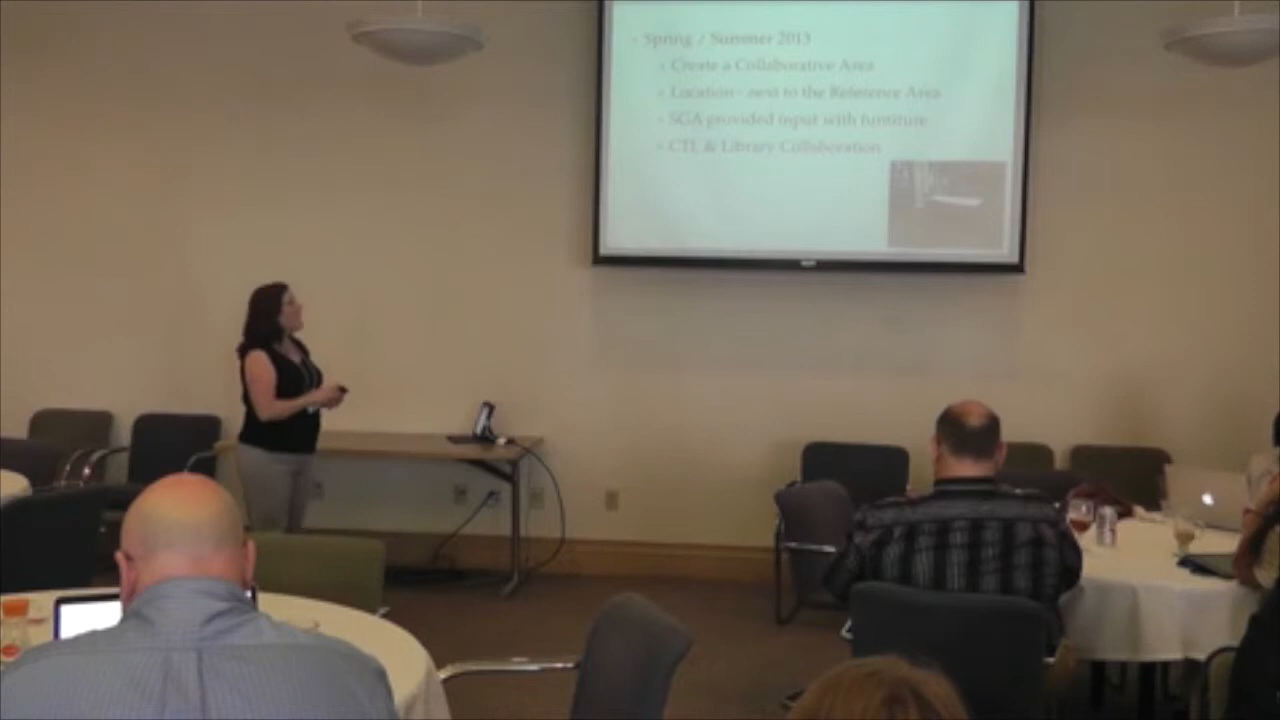 Spring / Summer 2013
Create a Collaborative Area
Location - next to the Reference Area
SGA provided input with furniture
CTL & Library Collaboration